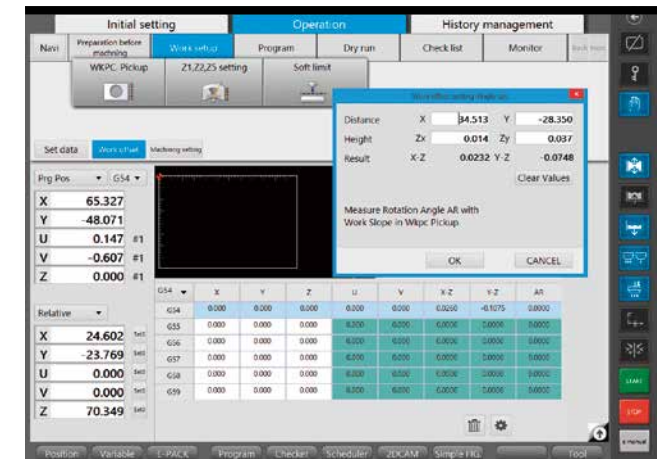 Initial setting Operation History management
Navi Preparation before machining Work setup Program Dry run Check list Monitor
WKPC. Pickup Z1,Z2,Z5 setting Soft limit
Distance X 34.513 Y -28.350
Height Zx 0.014 Zy 0.037
Result X-Z 0.0232 Y-Z -0.0748
Clear Values
Measure Rotation Angle AR with
Work Slope in Wkpc Pickup
OK CANCEL
Set data Work offset Machining setting
Prg Pos G54
X 65.327
Y -48.071
U 0.147 #1
V -0.607 #1
Z 0.000 #1
Relative
X 24.602
Y -23.769
U 0.000
V 0.000
Z 70.349
G54 X Y Z U V X-Z Y-Z AR
G54 0.000 0.000 0.000 0.000 0.000 -0.1075 0.0000
G55 0.000 0.000 0.000
G56 0.000 0.000 0.000
G57 0.000 0.000 0.000
G58 0.000 0.000 0.000
G59 0.000 0.000 0.000
START
STOP
Position Variable E-PACK Program Checker Scheduler 2DCAM Simple FIG. Tool